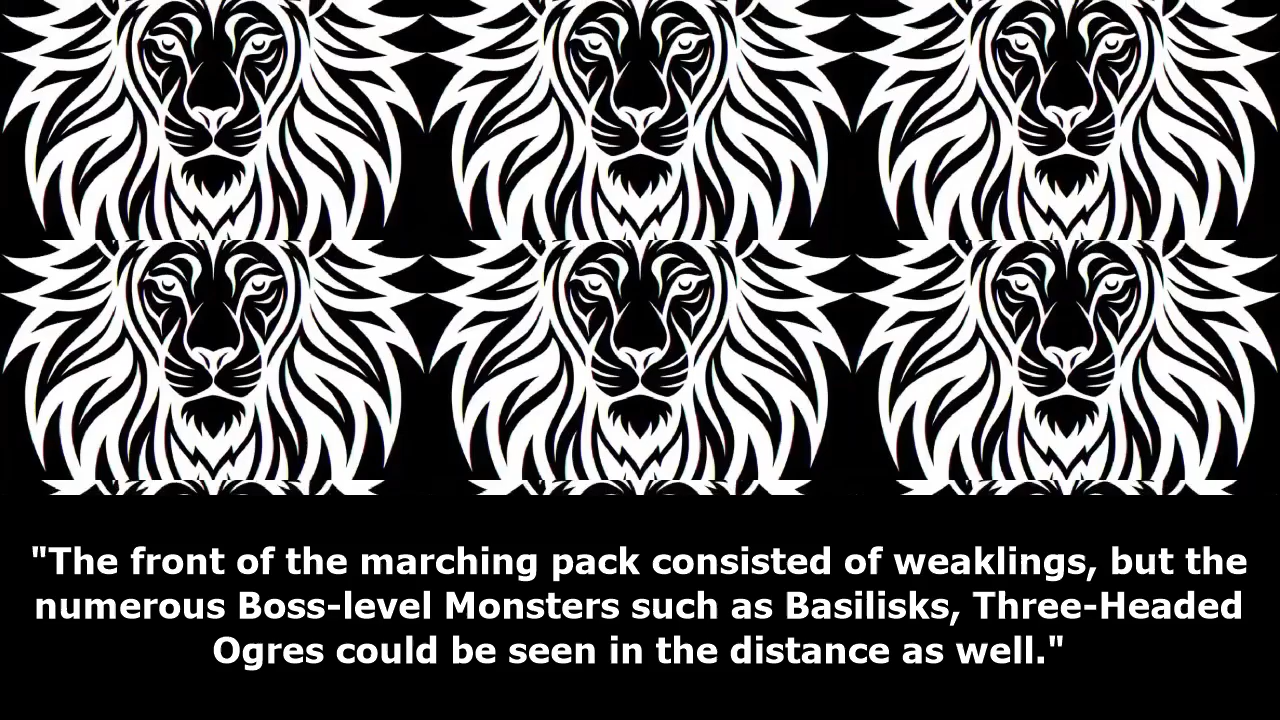 "The front of the marching pack consisted of weaklings, but the
numerous Boss-level Monsters such as Basilisks, Three-Headed
Ogres could be seen in the distance as well."